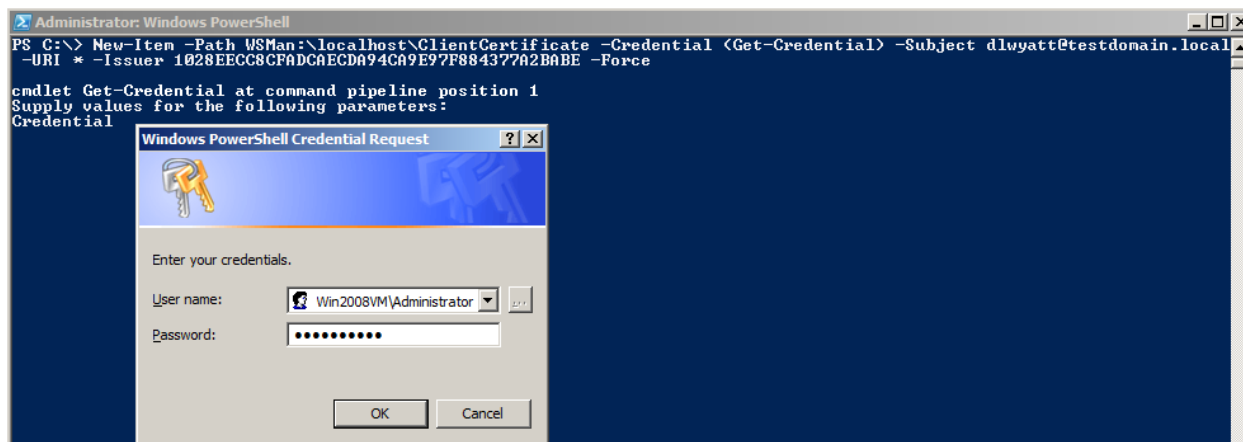 Administrator: Windows PowerShell
PS C:\> New-Item -Path WSMan:\localhost\ClientCertificate -Credential (Get-Credential) -Subject dlwyatt@testdomain.local
-URI * -Issuer 1028EECC8CFADCAECDA94CA9E97F884377A2BABE -Force
cmdlet Get-Credential at command pipeline position 1
Supply values for the following parameters:
Credential
Windows PowerShell Credential Request
Enter your credentials.
User name: Win2008VM\Administrator ...
Password: ••••••••••
OK Cancel